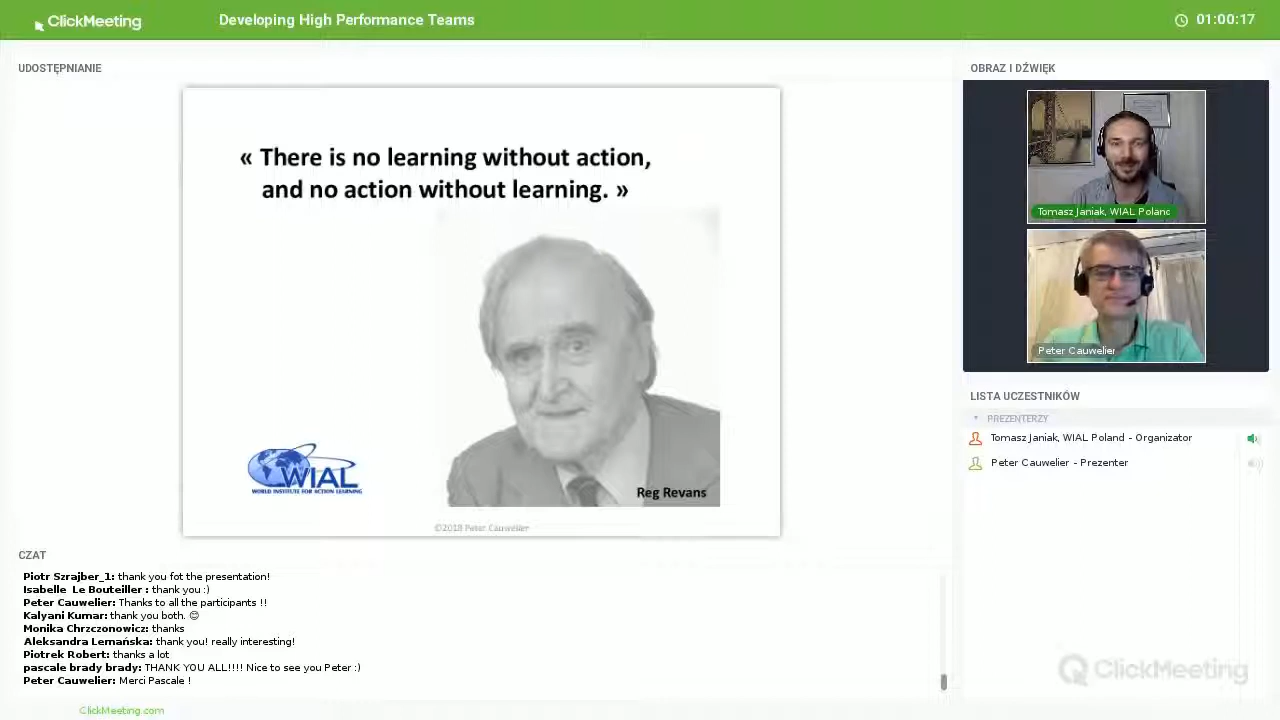 ClickMeeting
Developing High Performance Teams
01:00:17
UDOSTĘPNIANIE
« There is no learning without action,
and no action without learning. »
WIAL
WORLD INSTITUTE FOR ACTION LEARNING
Reg Revans
©2018 Peter Cauwelier
OBRAZ I DŹWIĘK
Tomasz Janiak, WIAL Poland
Peter Cauwelier
LISTA UCZESTNIKÓW
PREZENTERZY
Tomasz Janiak, WIAL Poland - Organizator
Peter Cauwelier - Prezenter
CZAT
Piotr Szrajber_1: thank you fot the presentation!
Isabelle Le Bouteiller : thank you :)
Peter Cauwelier: Thanks to all the participants !!
Kalyani Kumar: thank you both. 😊
Monika Chrzczonowicz: thanks
Aleksandra Lemańska: thank you! really interesting!
Piotrek Robert: thanks a lot
pascale brady brady: THANK YOU ALL!!!! Nice to see you Peter :)
Peter Cauwelier: Merci Pascale !
ClickMeeting.com
ClickMeeting